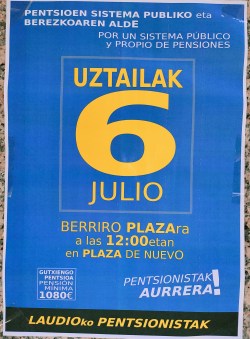 PENTSIOEN SISTEMA PUBLIKO eta
BEREZKOAREN ALDE
POR UN SISTEMA PÚBLICO
y PROPIO DE PENSIONES
UZTAILAK
6
JULIO
BERRIRO PLAZAra
a las 12:00etan
en PLAZA DE NUEVO
GUTXIENGO
PENTSIOA
PENSIÓN
MÍNIMA
1080€
PENTSIONISTAK
AURRERA!
LAUDIOko PENTSIONISTAK